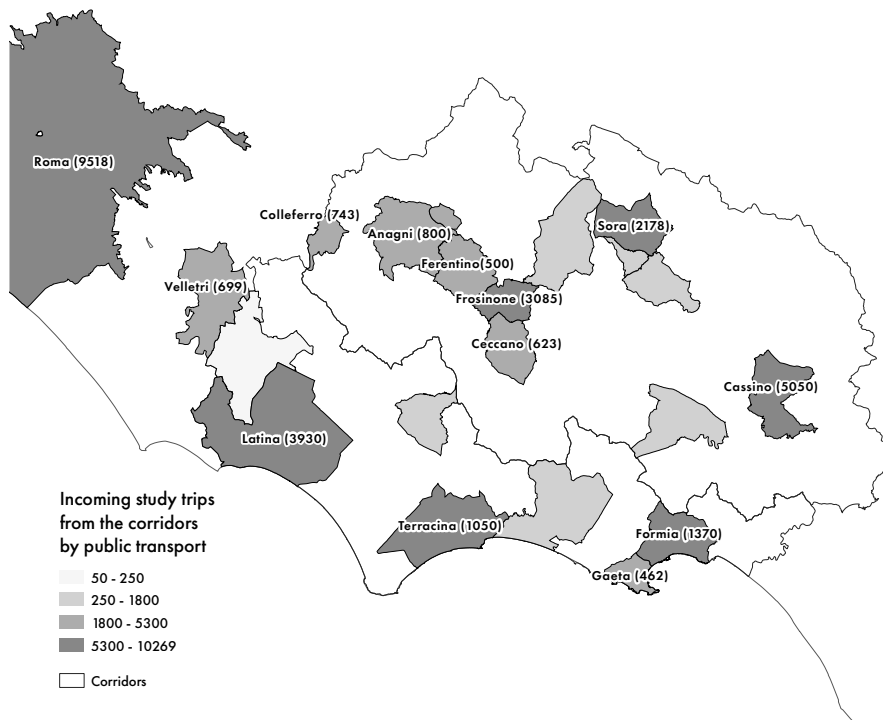 Roma (9518)
Colleferro (743)
Anagni (800)
Sora (2178)
Ferentino(500)
Velletri (699)
Frosinone (3085)
Ceccano (623)
Cassino (5050)
Latina (3930)
Terracina (1050)
Formia (1370)
Gaeta (462)
Incoming study trips
from the corridors
by public transport
50 - 250
250 - 1800
1800 - 5300
5300 - 10269
Corridors